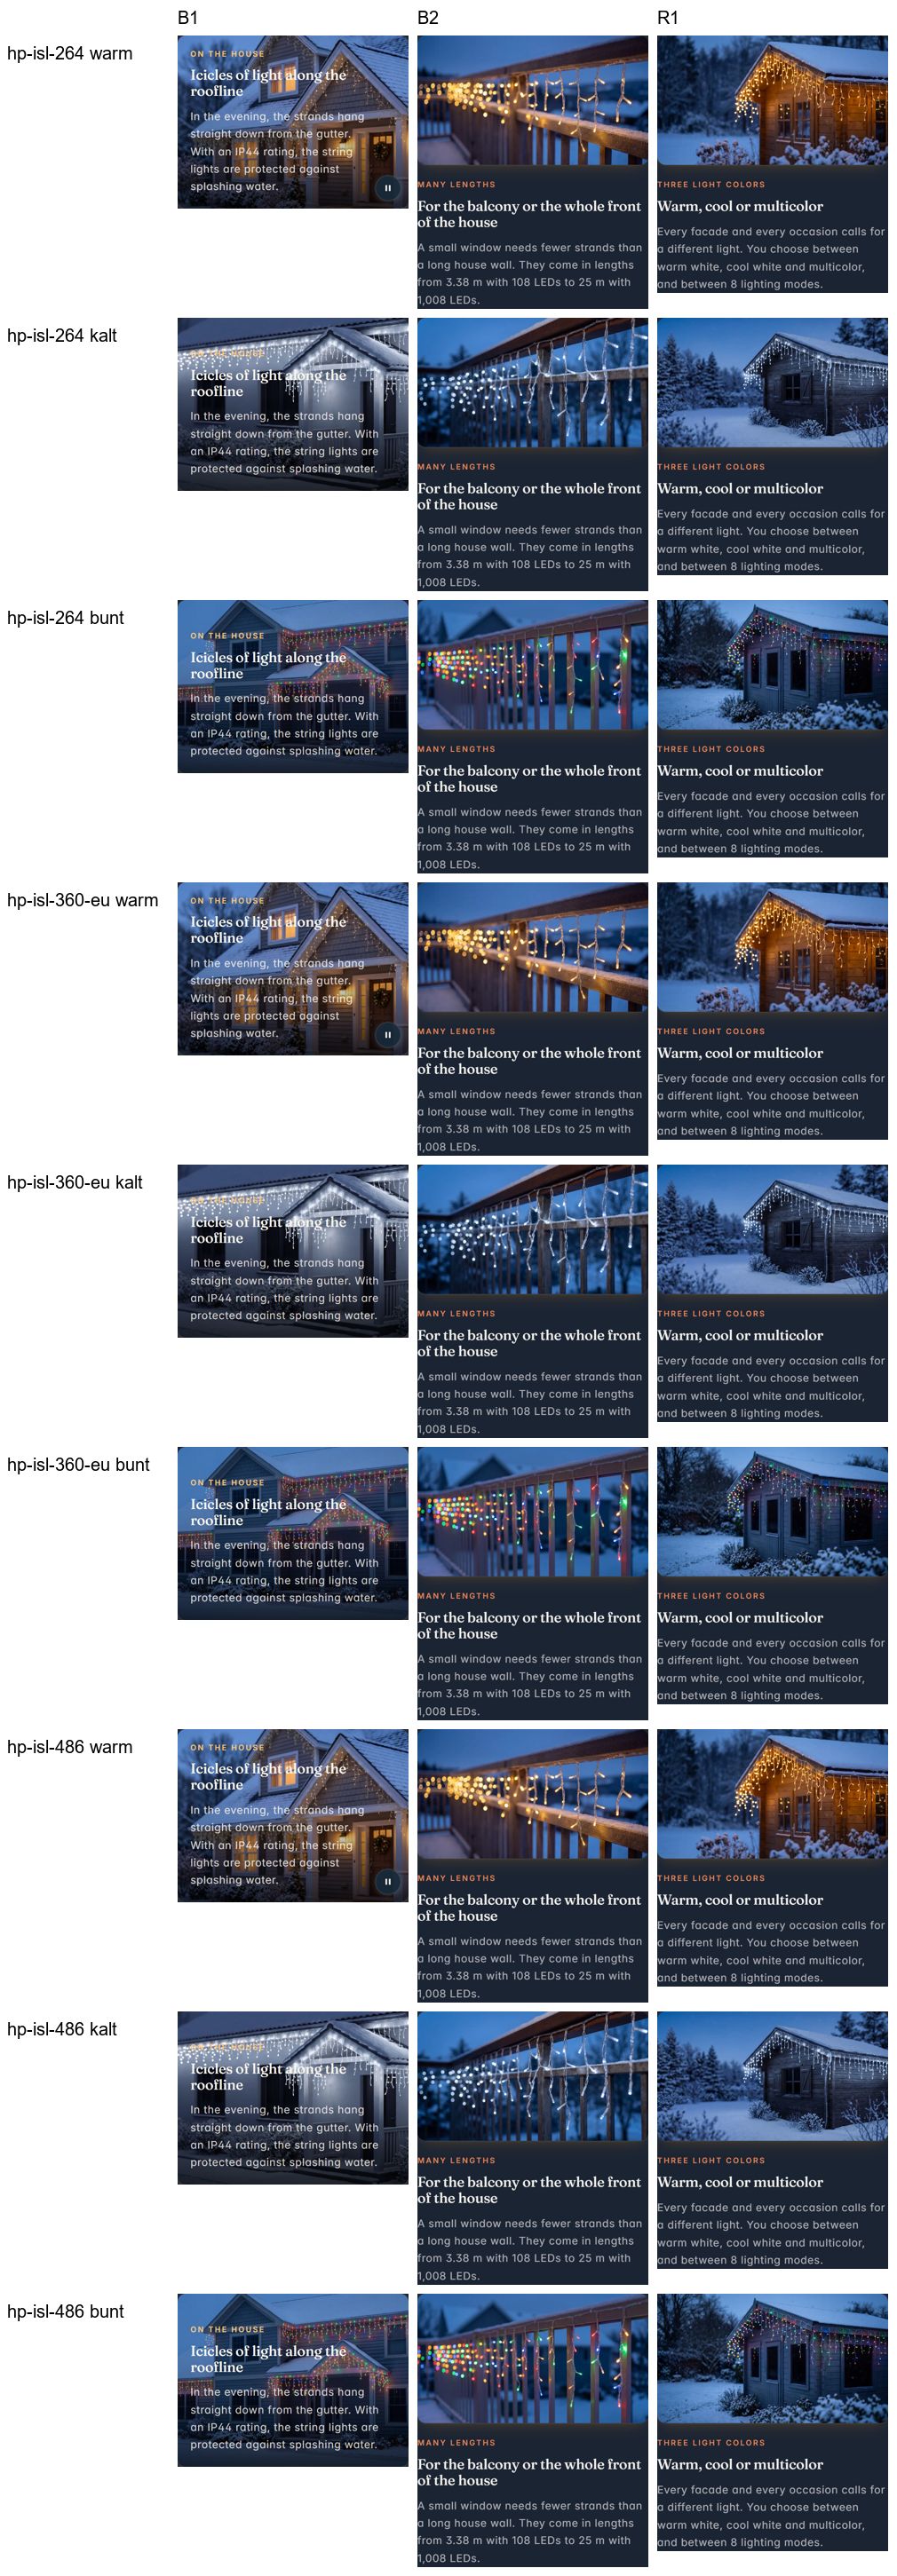 B1
B2
R1
hp-isl-264 warm
ON THE HOUSE
Icicles of light along the
roofline
In the evening, the strands hang
straight down from the gutter.
With an IP44 rating, the string
lights are protected against
splashing water.
MANY LENGTHS
For the balcony or the whole front
of the house
A small window needs fewer strands than
a long house wall. They come in lengths
from 3.38 m with 108 LEDs to 25 m with
1,008 LEDs.
THREE LIGHT COLORS
Warm, cool or multicolor
Every facade and every occasion calls for
a different light. You choose between
warm white, cool white and multicolor,
and between 8 lighting modes.
hp-isl-264 kalt
ON THE HOUSE
Icicles of light along the
roofline
In the evening, the strands hang
straight down from the gutter. With
an IP44 rating, the string lights are
protected against splashing water.
MANY LENGTHS
For the balcony or the whole front
of the house
A small window needs fewer strands than
a long house wall. They come in lengths
from 3.38 m with 108 LEDs to 25 m with
1,008 LEDs.
THREE LIGHT COLORS
Warm, cool or multicolor
Every facade and every occasion calls for
a different light. You choose between
warm white, cool white and multicolor,
and between 8 lighting modes.
hp-isl-264 bunt
ON THE HOUSE
Icicles of light along the
roofline
In the evening, the strands hang
straight down from the gutter. With
an IP44 rating, the string lights are
protected against splashing water.
MANY LENGTHS
For the balcony or the whole front
of the house
A small window needs fewer strands than
a long house wall. They come in lengths
from 3.38 m with 108 LEDs to 25 m with
1,008 LEDs.
THREE LIGHT COLORS
Warm, cool or multicolor
Every facade and every occasion calls for
a different light. You choose between
warm white, cool white and multicolor,
and between 8 lighting modes.
hp-isl-360-eu warm
ON THE HOUSE
Icicles of light along the
roofline
In the evening, the strands hang
straight down from the gutter.
With an IP44 rating, the string
lights are protected against
splashing water.
MANY LENGTHS
For the balcony or the whole front
of the house
A small window needs fewer strands than
a long house wall. They come in lengths
from 3.38 m with 108 LEDs to 25 m with
1,008 LEDs.
THREE LIGHT COLORS
Warm, cool or multicolor
Every facade and every occasion calls for
a different light. You choose between
warm white, cool white and multicolor,
and between 8 lighting modes.
hp-isl-360-eu kalt
ON THE HOUSE
Icicles of light along the
roofline
In the evening, the strands hang
straight down from the gutter. With
an IP44 rating, the string lights are
protected against splashing water.
MANY LENGTHS
For the balcony or the whole front
of the house
A small window needs fewer strands than
a long house wall. They come in lengths
from 3.38 m with 108 LEDs to 25 m with
1,008 LEDs.
THREE LIGHT COLORS
Warm, cool or multicolor
Every facade and every occasion calls for
a different light. You choose between
warm white, cool white and multicolor,
and between 8 lighting modes.
hp-isl-360-eu bunt
ON THE HOUSE
Icicles of light along the
roofline
In the evening, the strands hang
straight down from the gutter. With
an IP44 rating, the string lights are
protected against splashing water.
MANY LENGTHS
For the balcony or the whole front
of the house
A small window needs fewer strands than
a long house wall. They come in lengths
from 3.38 m with 108 LEDs to 25 m with
1,008 LEDs.
THREE LIGHT COLORS
Warm, cool or multicolor
Every facade and every occasion calls for
a different light. You choose between
warm white, cool white and multicolor,
and between 8 lighting modes.
hp-isl-486 warm
ON THE HOUSE
Icicles of light along the
roofline
In the evening, the strands hang
straight down from the gutter.
With an IP44 rating, the string
lights are protected against
splashing water.
MANY LENGTHS
For the balcony or the whole front
of the house
A small window needs fewer strands than
a long house wall. They come in lengths
from 3.38 m with 108 LEDs to 25 m with
1,008 LEDs.
THREE LIGHT COLORS
Warm, cool or multicolor
Every facade and every occasion calls for
a different light. You choose between
warm white, cool white and multicolor,
and between 8 lighting modes.
hp-isl-486 kalt
ON THE HOUSE
Icicles of light along the
roofline
In the evening, the strands hang
straight down from the gutter. With
an IP44 rating, the string lights are
protected against splashing water.
MANY LENGTHS
For the balcony or the whole front
of the house
A small window needs fewer strands than
a long house wall. They come in lengths
from 3.38 m with 108 LEDs to 25 m with
1,008 LEDs.
THREE LIGHT COLORS
Warm, cool or multicolor
Every facade and every occasion calls for
a different light. You choose between
warm white, cool white and multicolor,
and between 8 lighting modes.
hp-isl-486 bunt
ON THE HOUSE
Icicles of light along the
roofline
In the evening, the strands hang
straight down from the gutter. With
an IP44 rating, the string lights are
protected against splashing water.
MANY LENGTHS
For the balcony or the whole front
of the house
A small window needs fewer strands than
a long house wall. They come in lengths
from 3.38 m with 108 LEDs to 25 m with
1,008 LEDs.
THREE LIGHT COLORS
Warm, cool or multicolor
Every facade and every occasion calls for
a different light. You choose between
warm white, cool white and multicolor,
and between 8 lighting modes.